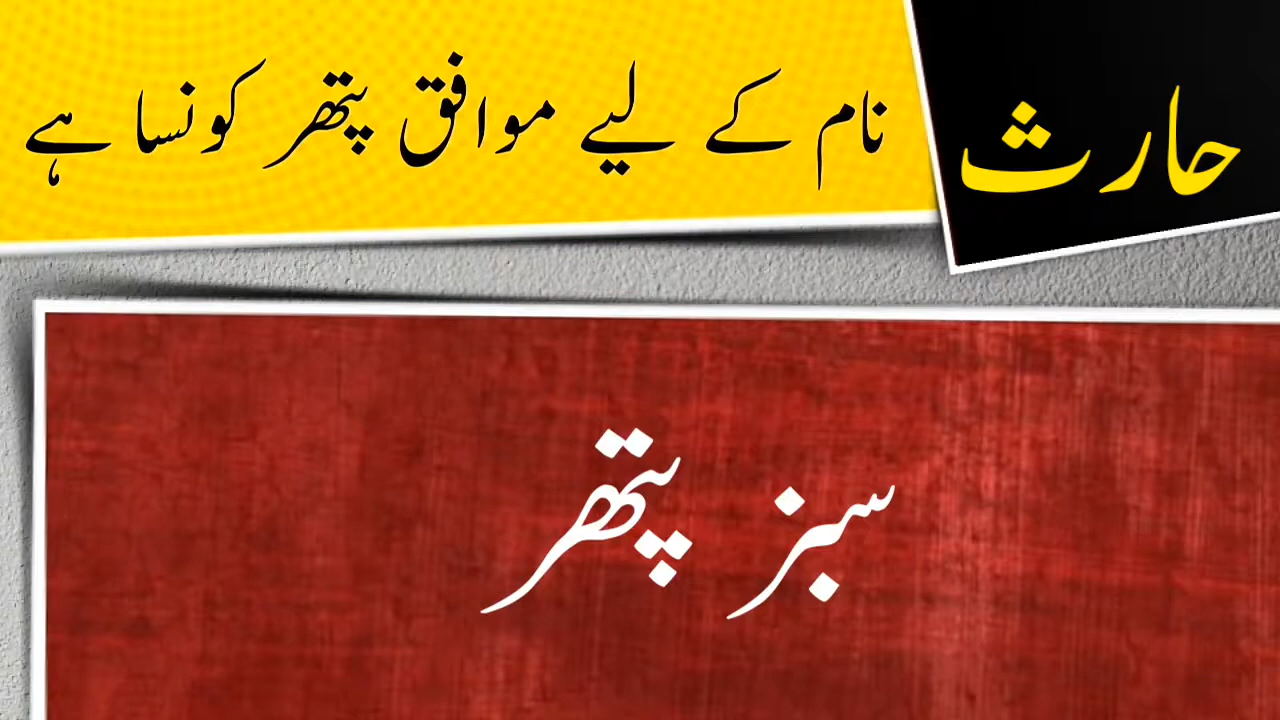 حارث نام کے لیے موافق پتھر کونسا ہے
سبز پتھر